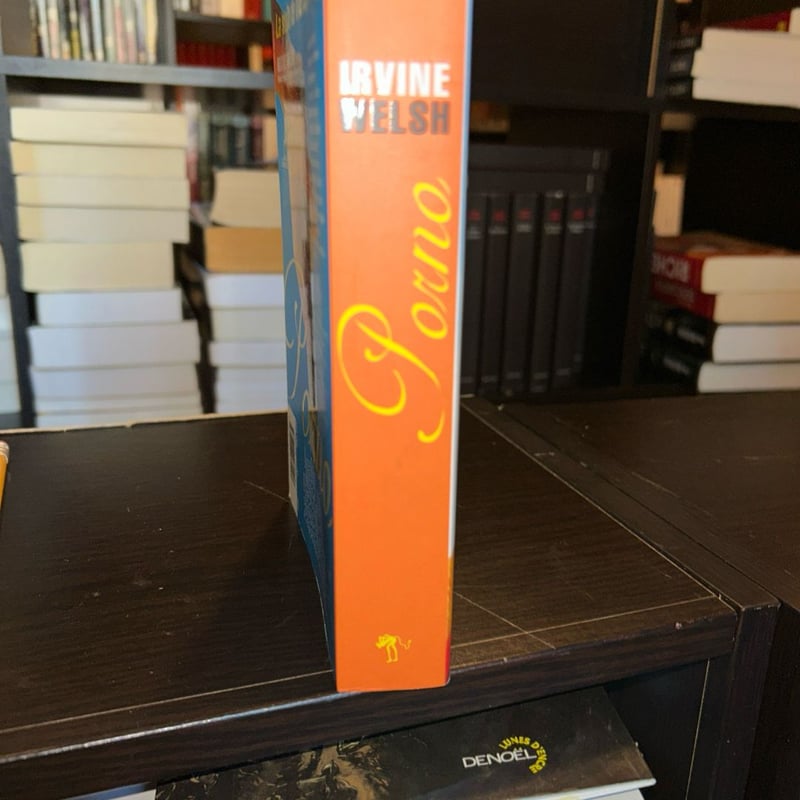 IRVINE
WELSH
Porno
DENOËL
LUNES D'ENCRE